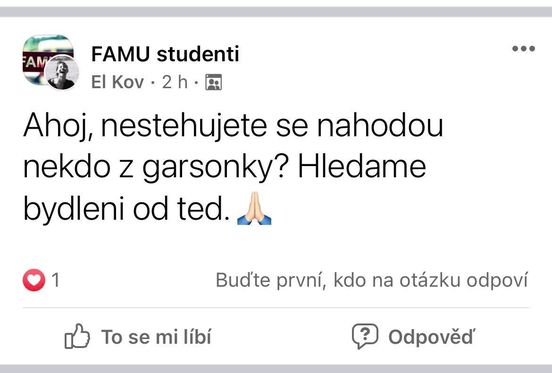 FAM
FAMU studenti
El Kov · 2 h ·
Ahoj, nestehujete se nahodou
nekdo z garsonky? Hledame
bydleni od ted. 🙏🏻
1
Buďte první, kdo na otázku odpoví
To se mi líbí
Odpověď